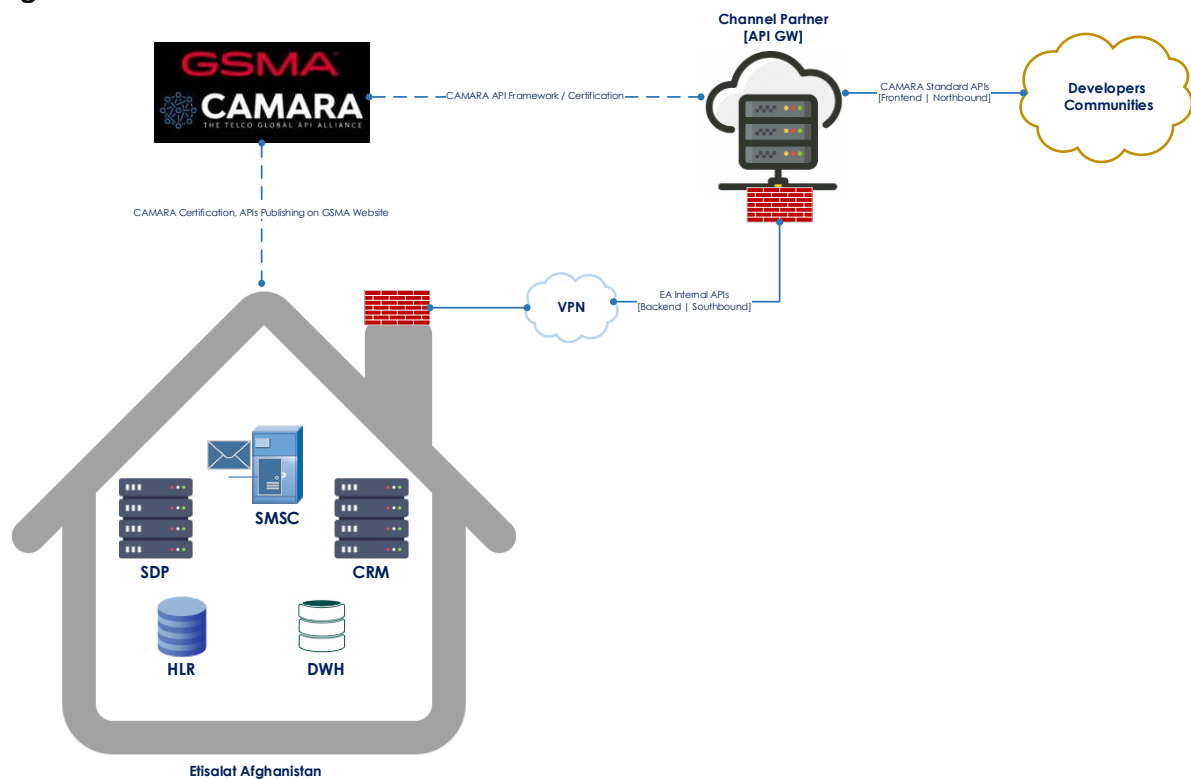 Channel Partner
[API GW]
GSMA™
CAMARA
THE TELCO GLOBAL API ALLIANCE
CAMARA API Framework / Certification
CAMARA Standard APIs
[Frontend | Northbound]
Developers
Communities
CAMARA Certification, APIs Publishing on GSMA Website
VPN
EA Internal APIs
[Backend | Southbound]
SMSC
SDP
CRM
HLR
DWH
Etisalat Afghanistan